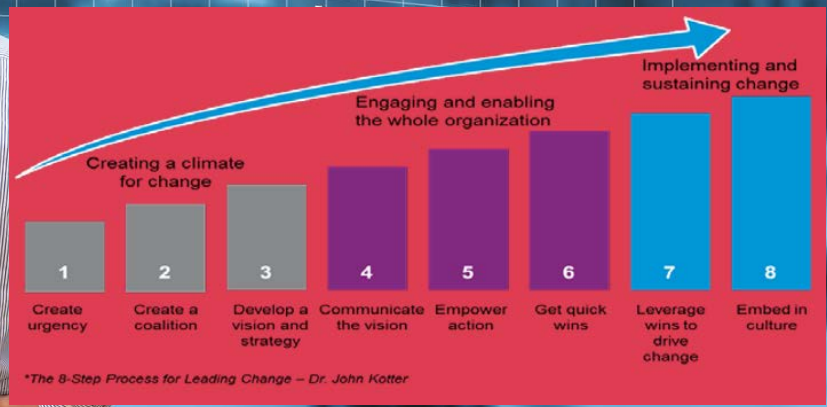 Implementing and
sustaining change
Engaging and enabling
the whole organization
Creating a climate
for change
1
2
3
4
5
6
7
8
Create
urgency
Create a
coalition
Develop a
vision and
strategy
Communicate
the vision
Empower
action
Get quick
wins
Leverage
wins to
drive
change
Embed in
culture
*The 8-Step Process for Leading Change – Dr. John Kotter